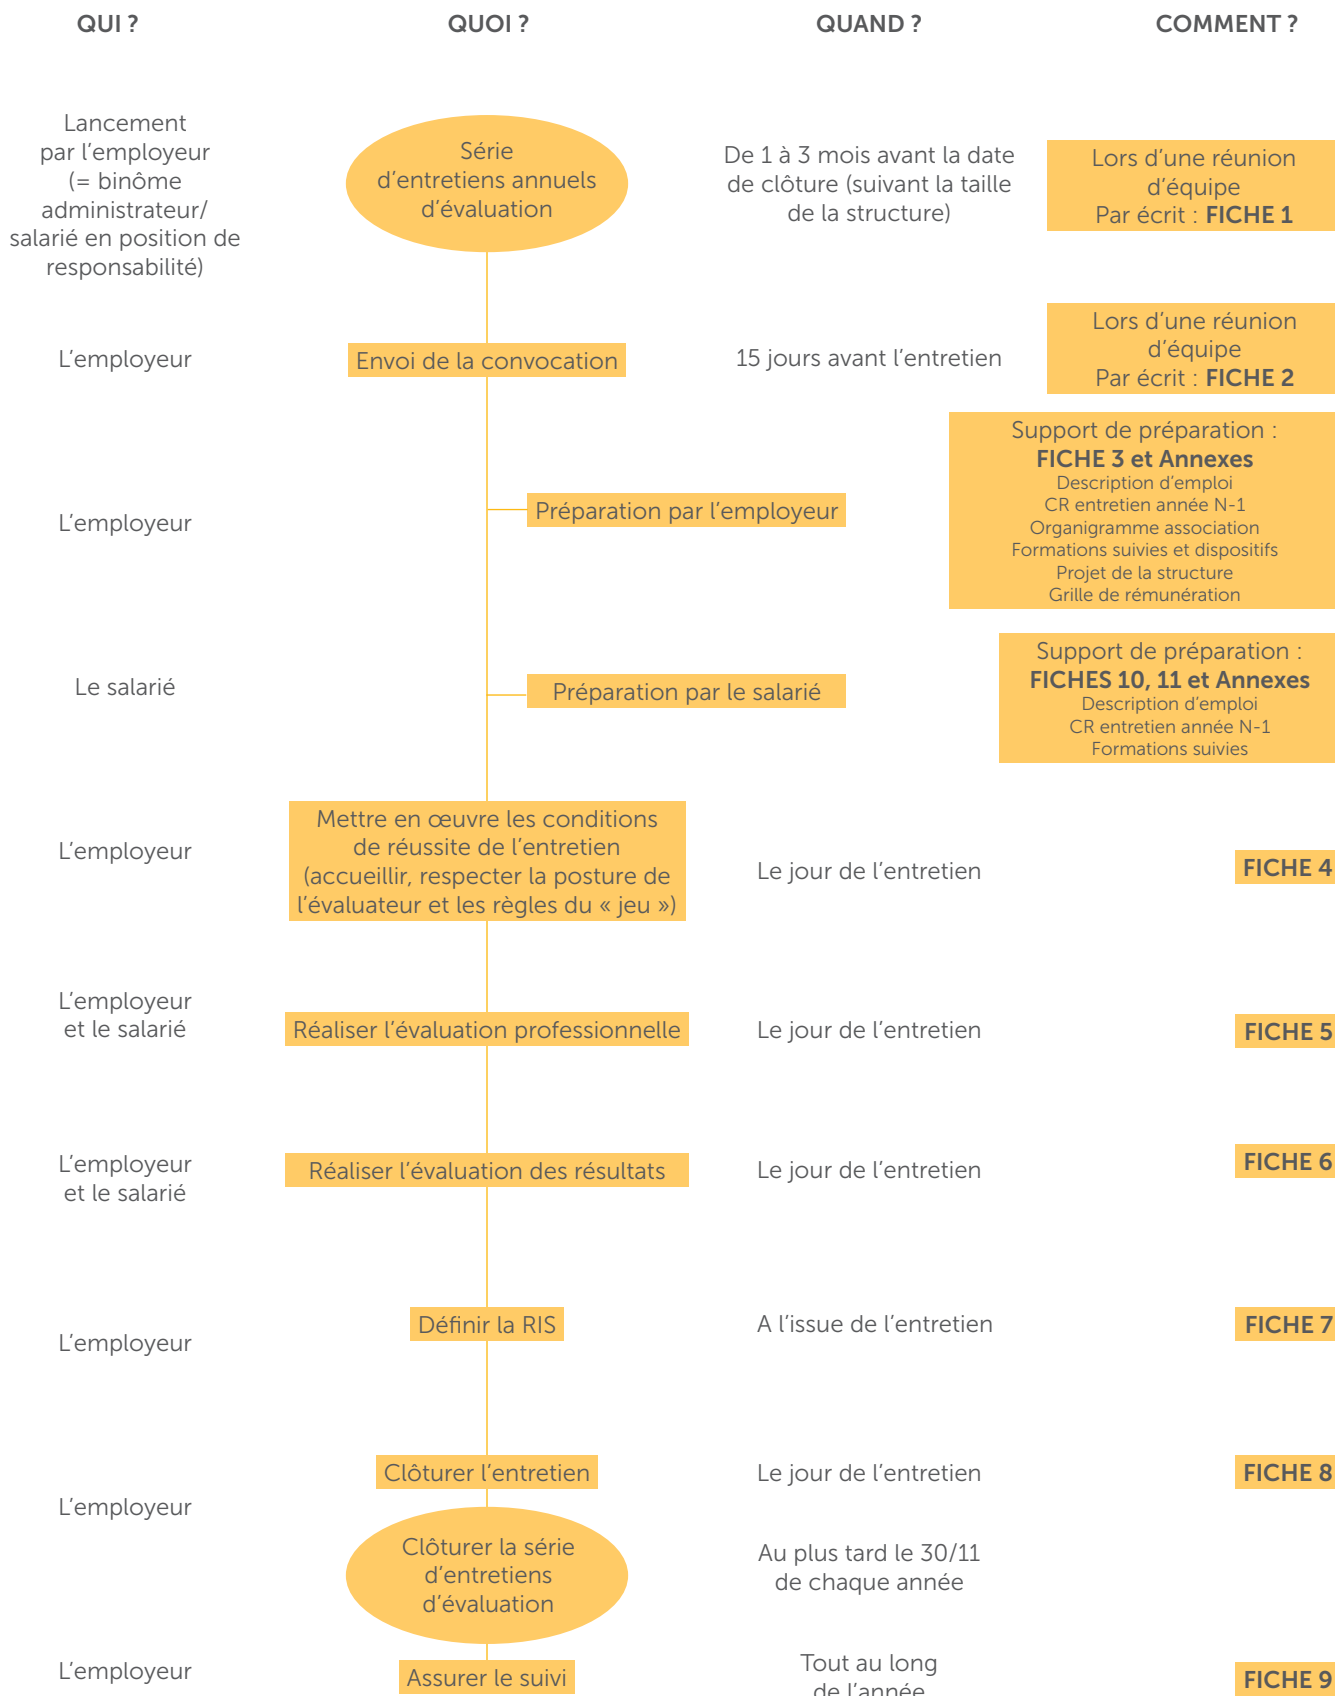 QUI ?
QUOI ?
QUAND ?
COMMENT ?
Lancement
par l’employeur
(= binôme
administrateur/
salarié en position de
responsabilité)
Série
d’entretiens annuels
d’évaluation
De 1 à 3 mois avant la date
de clôture (suivant la taille
de la structure)
Lors d’une réunion
d’équipe
Par écrit : FICHE 1
L’employeur
Envoi de la convocation
15 jours avant l’entretien
Lors d’une réunion
d’équipe
Par écrit : FICHE 2
L’employeur
Préparation par l’employeur
Support de préparation :
FICHE 3 et Annexes
Description d’emploi
CR entretien année N-1
Organigramme association
Formations suivies et dispositifs
Projet de la structure
Grille de rémunération
Le salarié
Préparation par le salarié
Support de préparation :
FICHES 10, 11 et Annexes
Description d’emploi
CR entretien année N-1
Formations suivies
L’employeur
Mettre en œuvre les conditions
de réussite de l’entretien
(accueillir, respecter la posture de
l’évaluateur et les règles du « jeu »)
Le jour de l’entretien
FICHE 4
L’employeur
et le salarié
Réaliser l’évaluation professionnelle
Le jour de l’entretien
FICHE 5
L’employeur
et le salarié
Réaliser l’évaluation des résultats
Le jour de l’entretien
FICHE 6
L’employeur
Définir la RIS
A l’issue de l’entretien
FICHE 7
L’employeur
Clôturer l’entretien
Le jour de l’entretien
FICHE 8
Clôturer la série
d’entretiens
d’évaluation
Au plus tard le 30/11
de chaque année
L’employeur
Assurer le suivi
Tout au long
de l’année
FICHE 9